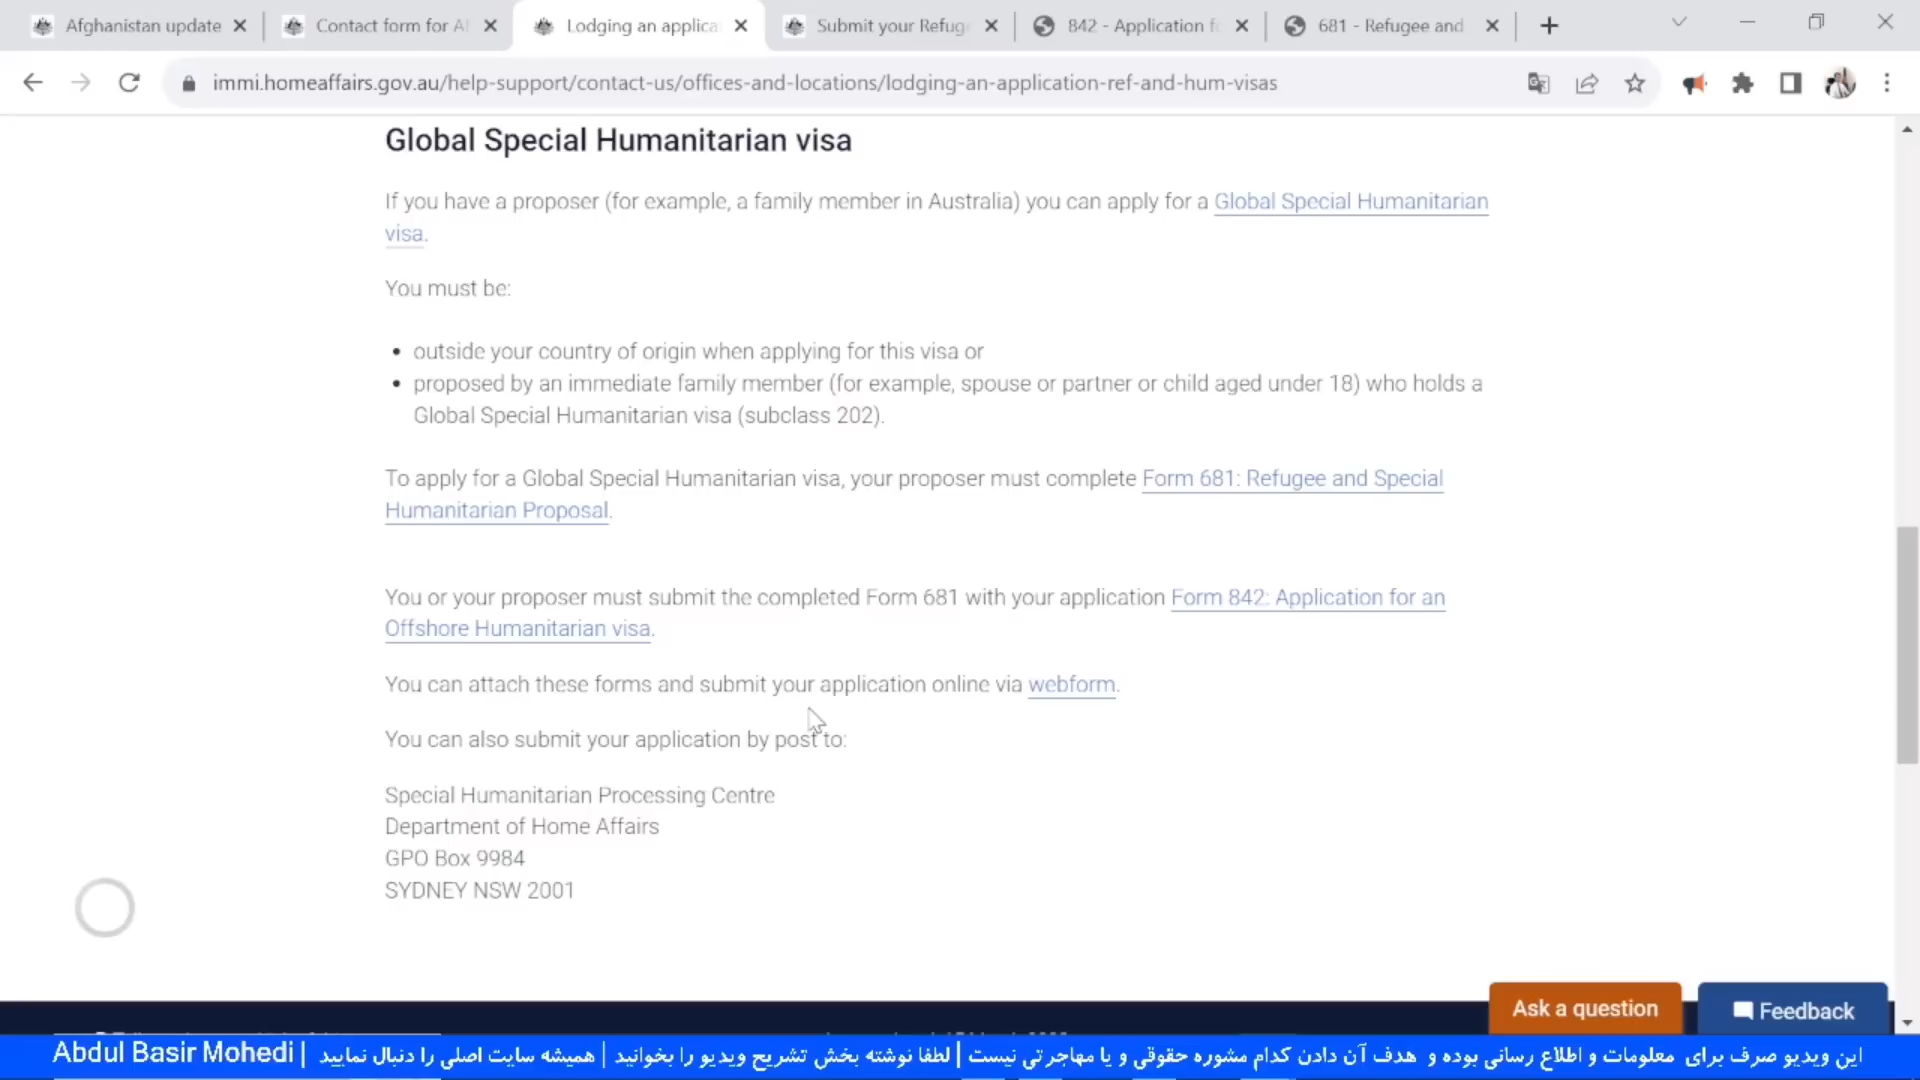 Afghanistan update
Contact form for Af
Lodging an applica
Submit your Refug
842 - Application fo
681 - Refugee and
immi.homeaffairs.gov.au/help-support/contact-us/offices-and-locations/lodging-an-application-ref-and-hum-visas
Global Special Humanitarian visa
If you have a proposer (for example, a family member in Australia) you can apply for a Global Special Humanitarian
visa.
You must be:
• outside your country of origin when applying for this visa or
• proposed by an immediate family member (for example, spouse or partner or child aged under 18) who holds a
Global Special Humanitarian visa (subclass 202).
To apply for a Global Special Humanitarian visa, your proposer must complete Form 681: Refugee and Special
Humanitarian Proposal.
You or your proposer must submit the completed Form 681 with your application Form 842: Application for an
Offshore Humanitarian visa.
You can attach these forms and submit your application online via webform.
You can also submit your application by post to:
Special Humanitarian Processing Centre
Department of Home Affairs
GPO Box 9984
SYDNEY NSW 2001
Ask a question
Feedback
این ویدیو صرف برای معلومات و اطلاع رسانی بوده و هدف آن دادن کدام مشوره حقوقی و یا مهاجرتی نیست | لطفا نوشته بخش تشریح ویدیو را بخوانید | همیشه سایت اصلی را دنبال نمایید | Abdul Basir Mohedi